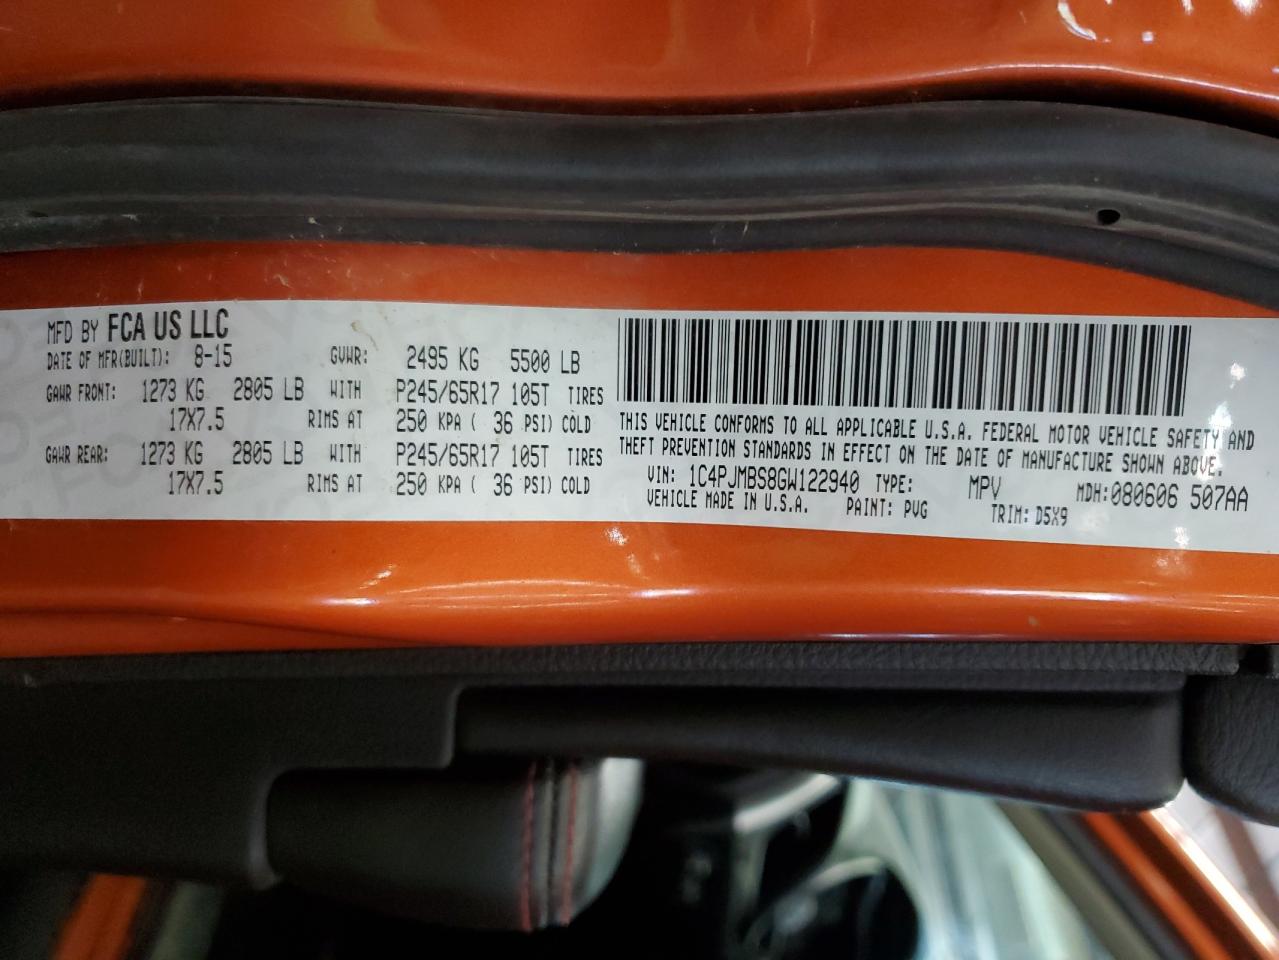 MFD BY FCA US LLC
DATE OF MFR(BUILT): 8-15 GVWR: 2495 KG 5500 LB
GAWR FRONT: 1273 KG 2805 LB WITH P245/65R17 105T TIRES
17X7.5 RIMS AT 250 KPA ( 36 PSI) COLD
GAWR REAR: 1273 KG 2805 LB WITH P245/65R17 105T TIRES
17X7.5 RIMS AT 250 KPA ( 36 PSI) COLD
THIS VEHICLE CONFORMS TO ALL APPLICABLE U.S.A. FEDERAL MOTOR VEHICLE SAFETY AND
THEFT PREVENTION STANDARDS IN EFFECT ON THE DATE OF MANUFACTURE SHOWN ABOVE.
VIN: 1C4PJMBS8GW122940 TYPE: MPV MDH:080606 507AA
VEHICLE MADE IN U.S.A. PAINT: PVG TRIM: D5X9